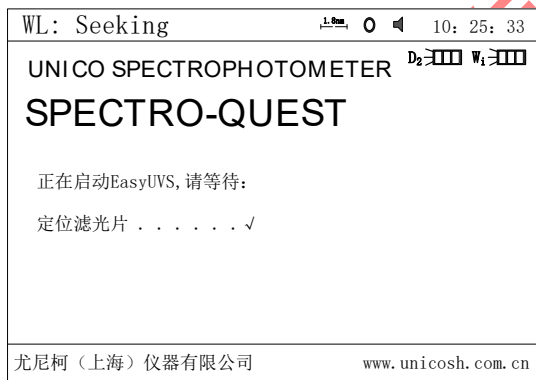 WL: Seeking 1.8nm 10: 25: 33
D₂ Wi
UNICO SPECTROPHOTOMETER
SPECTRO-QUEST
正在启动EasyUVS,请等待:
定位滤光片 . . . . . . √
尤尼柯（上海）仪器有限公司 www.unicosh.com.cn